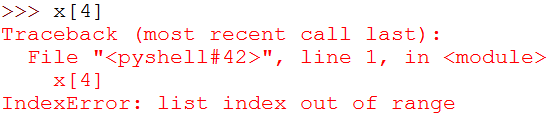 >>> x[4]
Traceback (most recent call last):
  File "<pyshell#42>", line 1, in <module>
    x[4]
IndexError: list index out of range